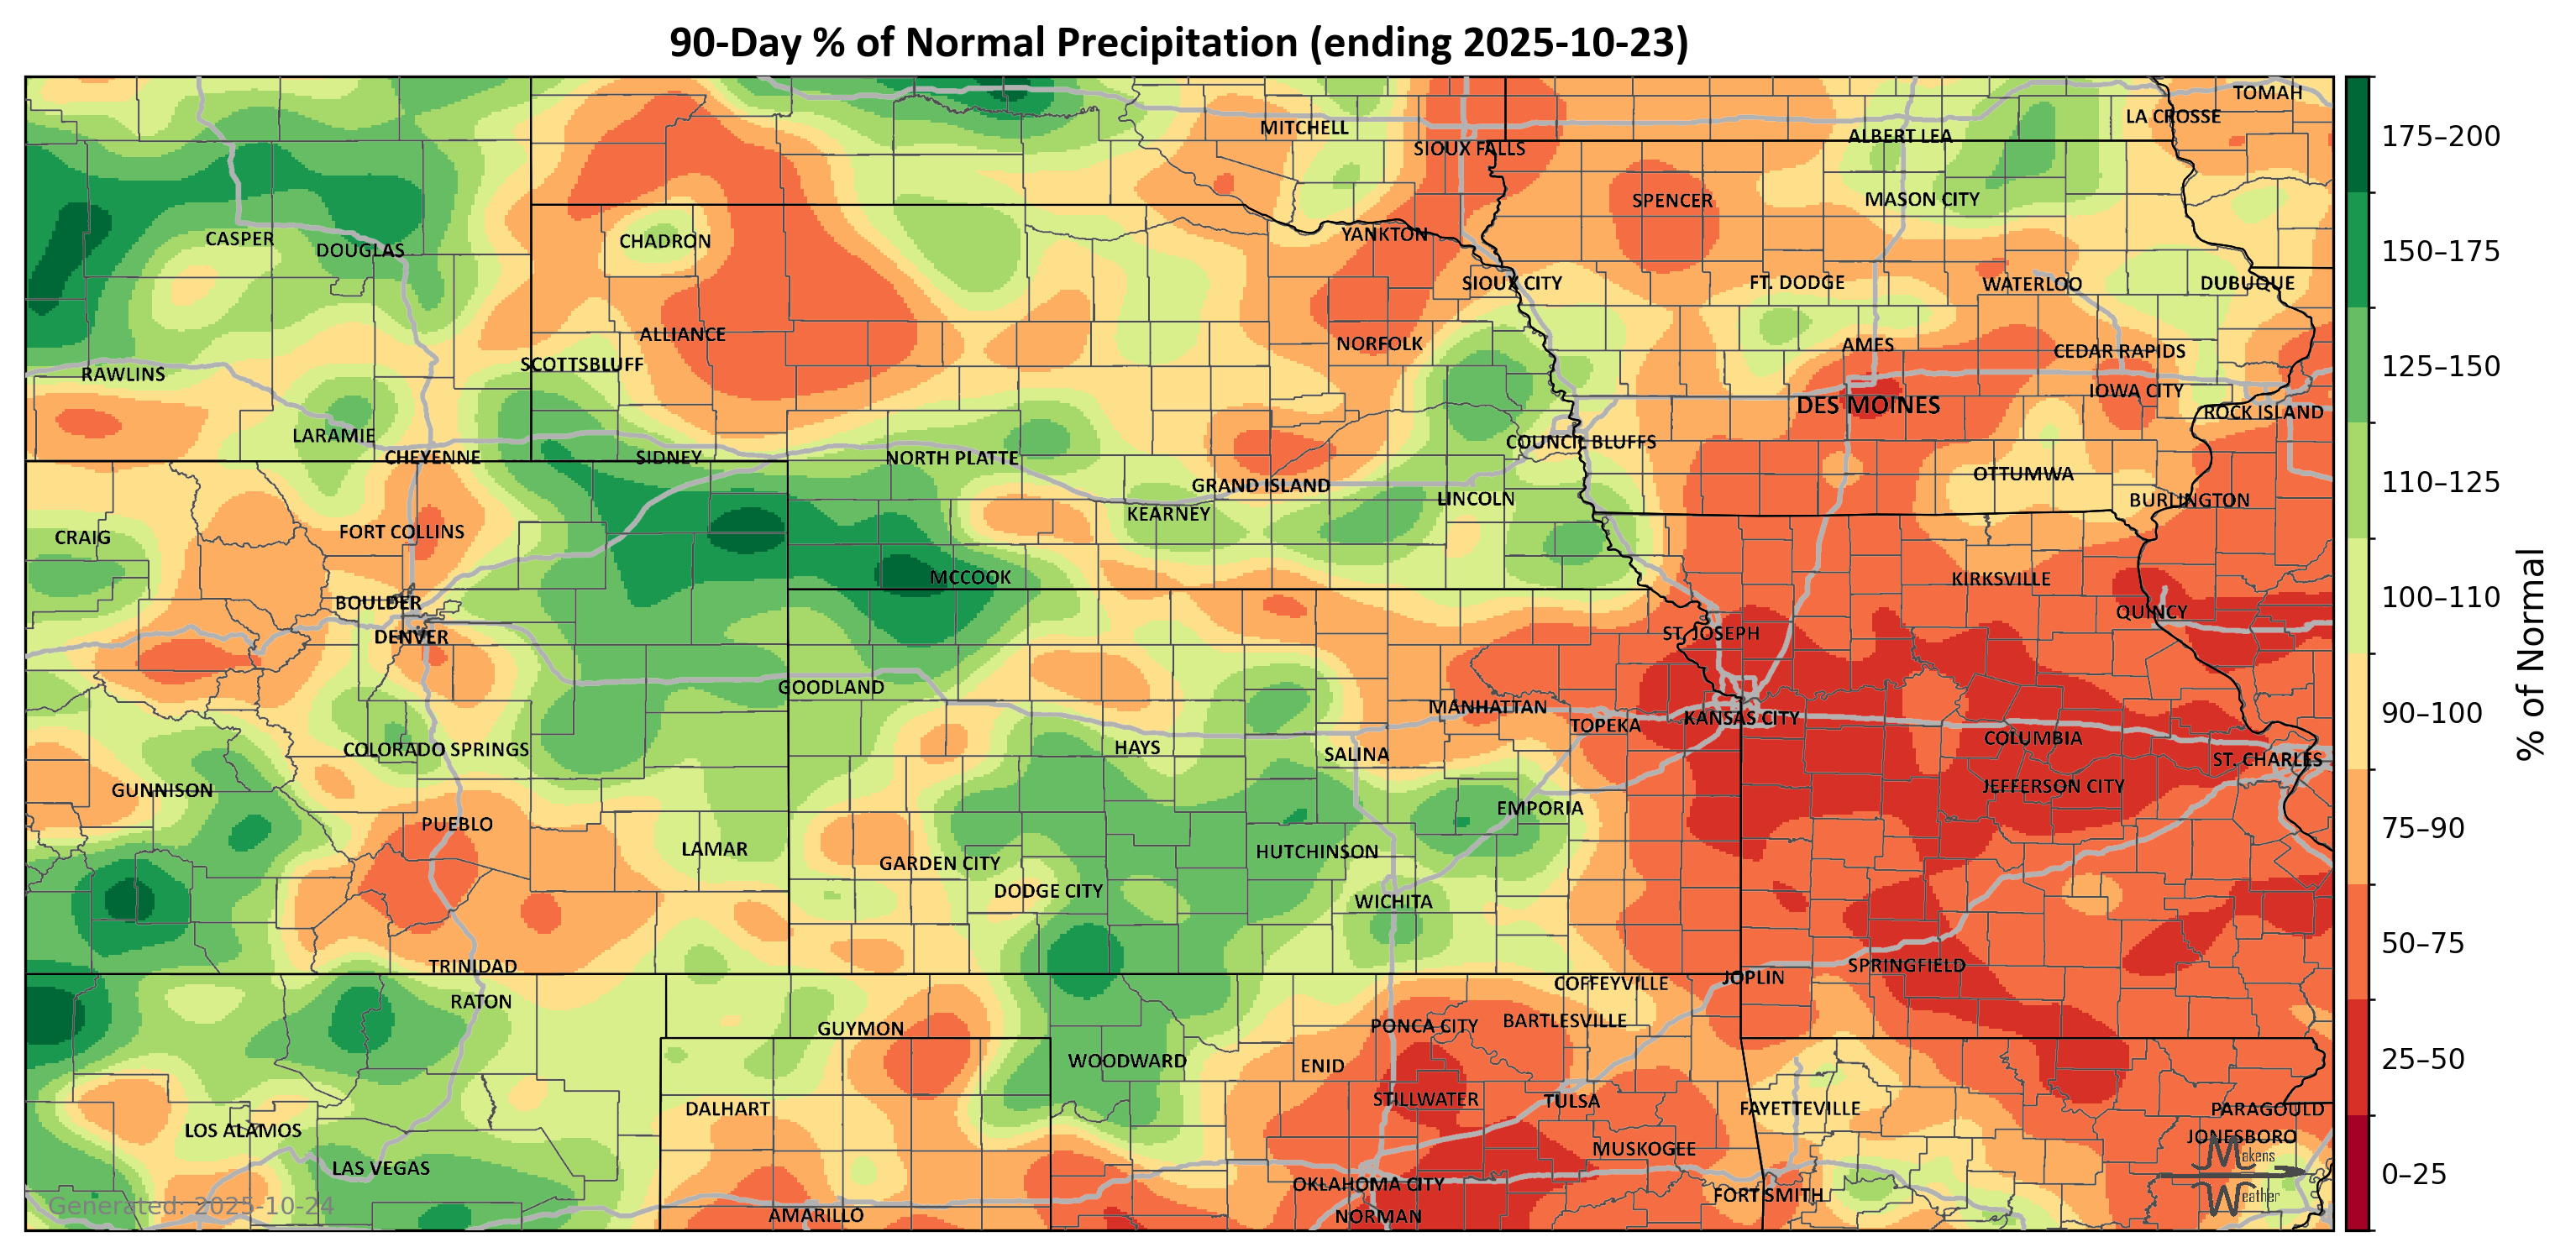 90-Day % of Normal Precipitation (ending 2025-10-23)
TOMAH
LA CROSSE
MITCHELL
ALBERT LEA
SIOUX FALLS
SPENCER
MASON CITY
CASPER
DOUGLAS
CHADRON
YANKTON
SIOUX CITY
FT. DODGE
WATERLOO
DUBUQUE
ALLIANCE
NORFOLK
AMES
CEDAR RAPIDS
SCOTTSBLUFF
RAWLINS
IOWA CITY
DES MOINES
ROCK ISLAND
LARAMIE
COUNCIL BLUFFS
CHEYENNE
SIDNEY
NORTH PLATTE
OTTUMWA
GRAND ISLAND
LINCOLN
BURLINGTON
KEARNEY
FORT COLLINS
CRAIG
MCCOOK
KIRKSVILLE
BOULDER
QUINCY
DENVER
ST. JOSEPH
GOODLAND
MANHATTAN
TOPEKA
KANSAS CITY
COLUMBIA
COLORADO SPRINGS
HAYS
SALINA
ST. CHARLES
GUNNISON
JEFFERSON CITY
EMPORIA
PUEBLO
LAMAR
HUTCHINSON
GARDEN CITY
DODGE CITY
WICHITA
TRINIDAD
SPRINGFIELD
JOPLIN
COFFEYVILLE
RATON
GUYMON
PONCA CITY
BARTLESVILLE
WOODWARD
ENID
STILLWATER
TULSA
DALHART
FAYETTEVILLE
PARAGOULD
LOS ALAMOS
JONESBORO
MUSKOGEE
LAS VEGAS
OKLAHOMA CITY
FORT SMITH
AMARILLO
NORMAN
Makens
Weather
Generated: 2025-10-24
175–200
150–175
125–150
110–125
100–110
90–100
75–90
50–75
25–50
0–25
% of Normal